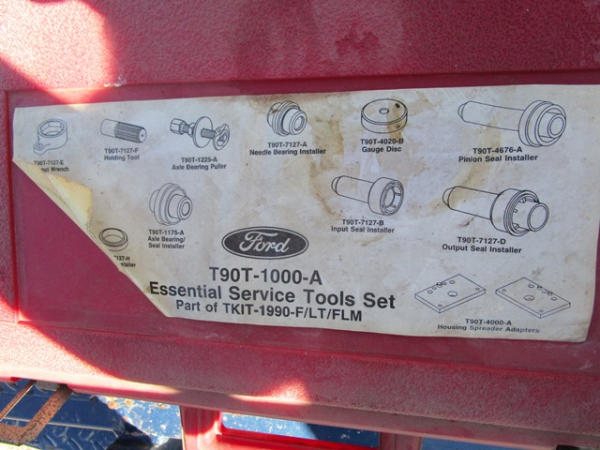 T90T-7127-E
Wrench
T90T-7127-F
Holding Tool
T90T-1225-A
Axle Bearing Puller
T90T-7127-A
Needle Bearing Installer
T90T-4020-B
Gauge Disc
T90T-4676-A
Pinion Seal Installer
T90T-1175-A
Axle Bearing/
Seal Installer
T90T-7127-B
Input Seal Installer
T90T-7127-D
Output Seal Installer
7127-H
Installer
Ford
T90T-1000-A
Essential Service Tools Set
Part of TKIT-1990-F/LT/FLM
T90T-4000-A
Housing Spreader Adapters